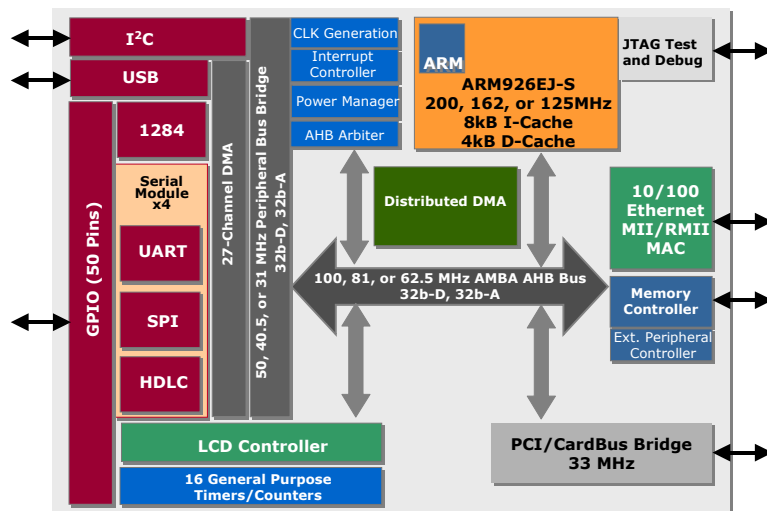 I²C
USB
1284
Serial
Module
x4
UART
SPI
HDLC
GPIO (50 Pins)
27-Channel DMA
50, 40.5, or 31 MHz Peripheral Bus Bridge
32b-D, 32b-A
CLK Generation
Interrupt
Controller
Power Manager
AHB Arbiter
ARM
ARM926EJ-S
200, 162, or 125MHz
8kB I-Cache
4kB D-Cache
JTAG Test
and Debug
Distributed DMA
10/100
Ethernet
MII/RMII
MAC
100, 81, or 62.5 MHz AMBA AHB Bus
32b-D, 32b-A
Memory
Controller
Ext. Peripheral
Controller
LCD Controller
16 General Purpose
Timers/Counters
PCI/CardBus Bridge
33 MHz